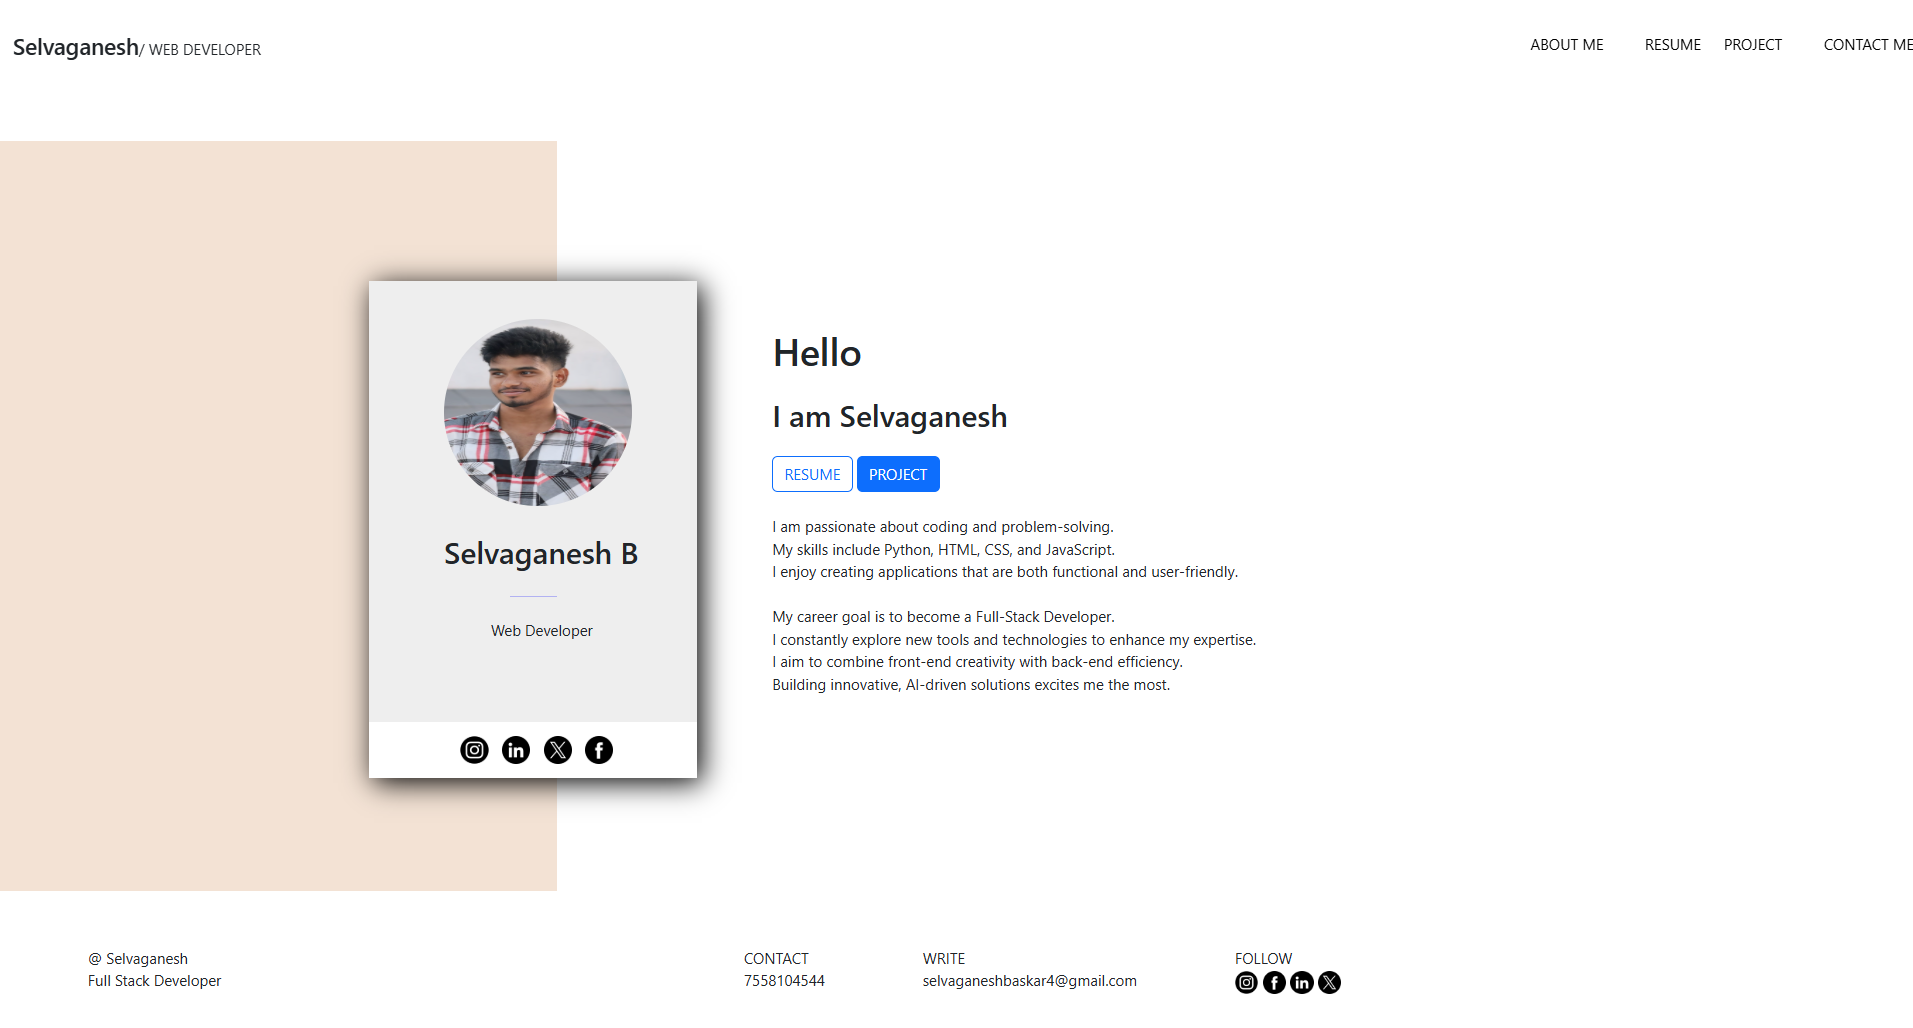 Selvaganesh/ WEB DEVELOPER
ABOUT ME RESUME PROJECT CONTACT ME
Selvaganesh B
Web Developer
Hello
I am Selvaganesh
RESUME PROJECT
I am passionate about coding and problem-solving.
My skills include Python, HTML, CSS, and JavaScript.
I enjoy creating applications that are both functional and user-friendly.
My career goal is to become a Full-Stack Developer.
I constantly explore new tools and technologies to enhance my expertise.
I aim to combine front-end creativity with back-end efficiency.
Building innovative, AI-driven solutions excites me the most.
@ Selvaganesh
Full Stack Developer
CONTACT
7558104544
WRITE
selvaganeshbaskar4@gmail.com
FOLLOW